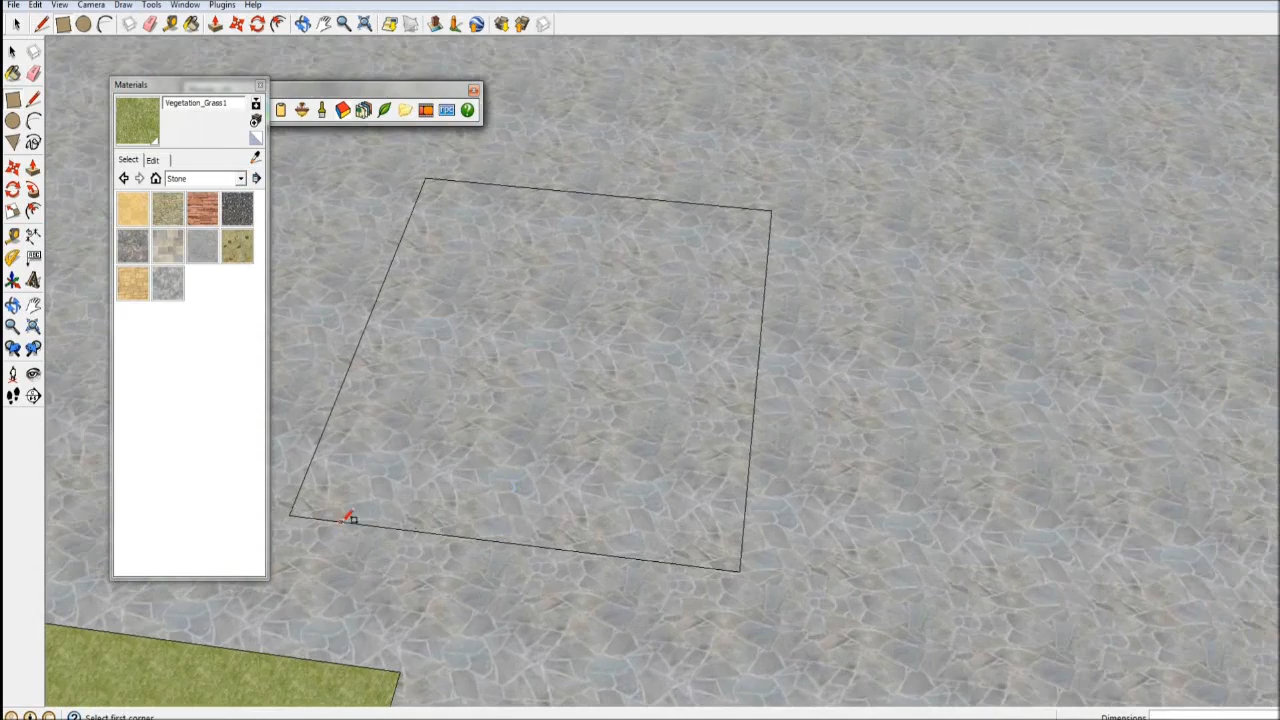 File Edit View Camera Draw Tools Window Plugins Help
Materials
Vegetation_Grass1
Select Edit
Stone
Select first corner
Dimensions